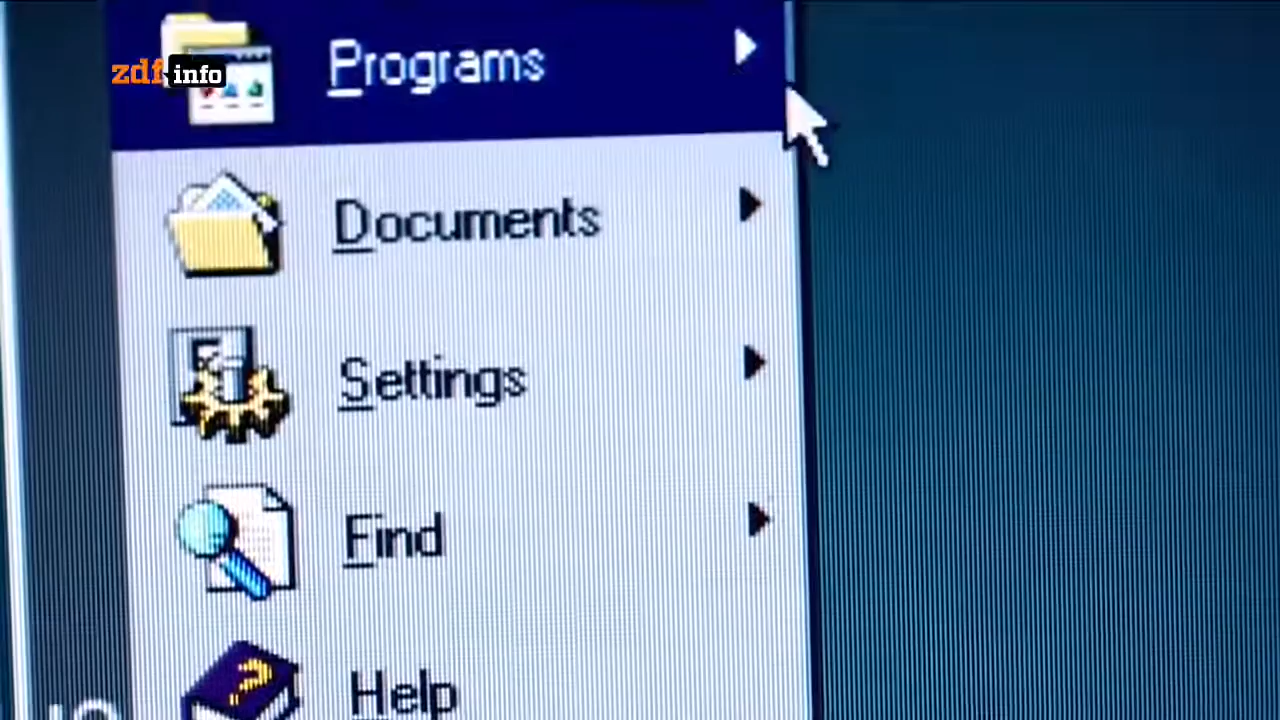 zdf info
Programs
Documents
Settings
Find
Help